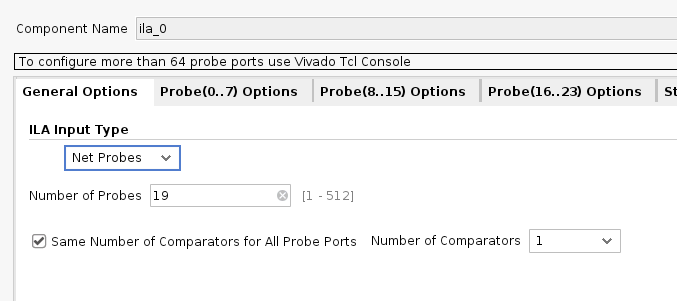 Component Name ila_0
To configure more than 64 probe ports use Vivado Tcl Console
General Options Probe(0..7) Options Probe(8..15) Options Probe(16..23) Options St
ILA Input Type
Net Probes
Number of Probes 19 [1 - 512]
Same Number of Comparators for All Probe Ports Number of Comparators 1